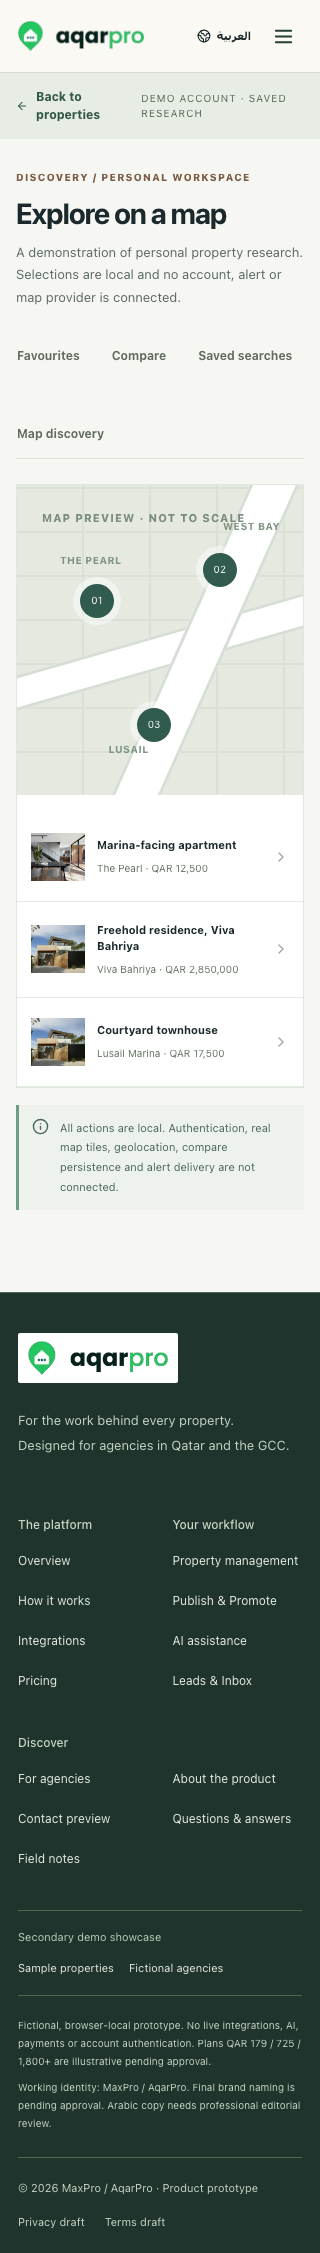 aqarpro
العربية
Back to
properties
DEMO ACCOUNT · SAVED
RESEARCH
DISCOVERY / PERSONAL WORKSPACE
Explore on a map
A demonstration of personal property research.
Selections are local and no account, alert or
map provider is connected.
Favourites
Compare
Saved searches
Map discovery
MAP PREVIEW · NOT TO SCALE
WEST BAY
THE PEARL
02
01
03
LUSAIL
Marina-facing apartment
The Pearl · QAR 12,500
Freehold residence, Viva
Bahriya
Viva Bahriya · QAR 2,850,000
Courtyard townhouse
Lusail Marina · QAR 17,500
All actions are local. Authentication, real
map tiles, geolocation, compare
persistence and alert delivery are not
connected.
aqarpro
For the work behind every property.
Designed for agencies in Qatar and the GCC.
The platform
Overview
How it works
Integrations
Pricing
Your workflow
Property management
Publish & Promote
AI assistance
Leads & Inbox
Discover
For agencies
About the product
Contact preview
Questions & answers
Field notes
Secondary demo showcase
Sample properties
Fictional agencies
Fictional, browser-local prototype. No live integrations, AI,
payments or account authentication. Plans QAR 179 / 725 /
1,800+ are illustrative pending approval.
Working identity: MaxPro / AqarPro. Final brand naming is
pending approval. Arabic copy needs professional editorial
review.
© 2026 MaxPro / AqarPro · Product prototype
Privacy draft
Terms draft